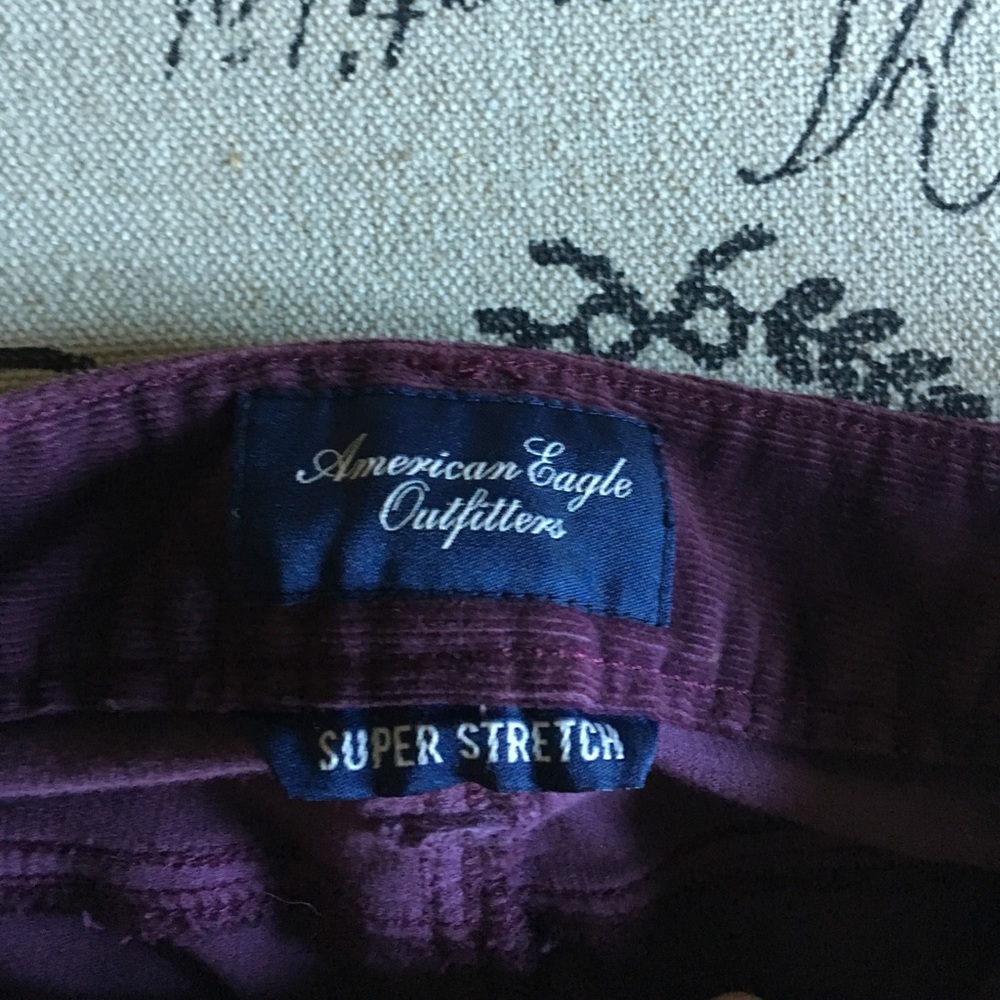 American Eagle
Outfitters
SUPER STRETCH